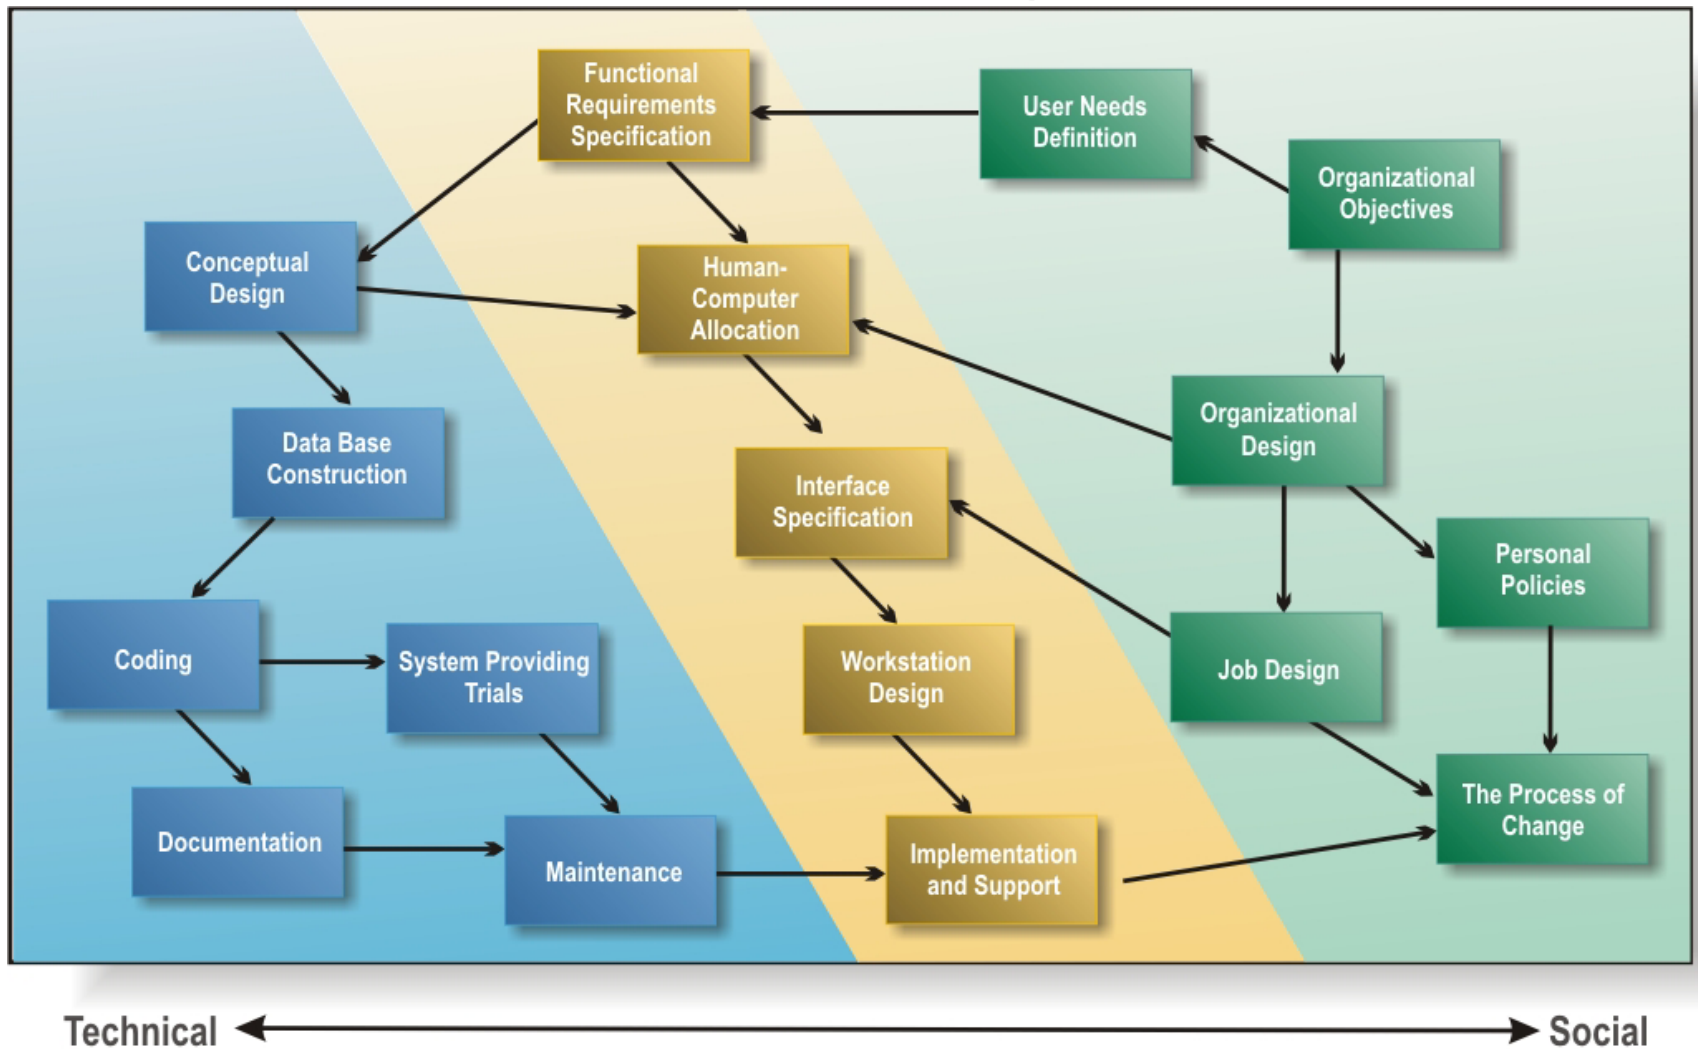 Functional
Requirements
Specification
User Needs
Definition
Organizational
Objectives
Conceptual
Design
Human-
Computer
Allocation
Organizational
Design
Data Base
Construction
Interface
Specification
Personal
Policies
Coding
System Providing
Trials
Workstation
Design
Job Design
Documentation
Maintenance
Implementation
and Support
The Process of
Change
Technical
Social